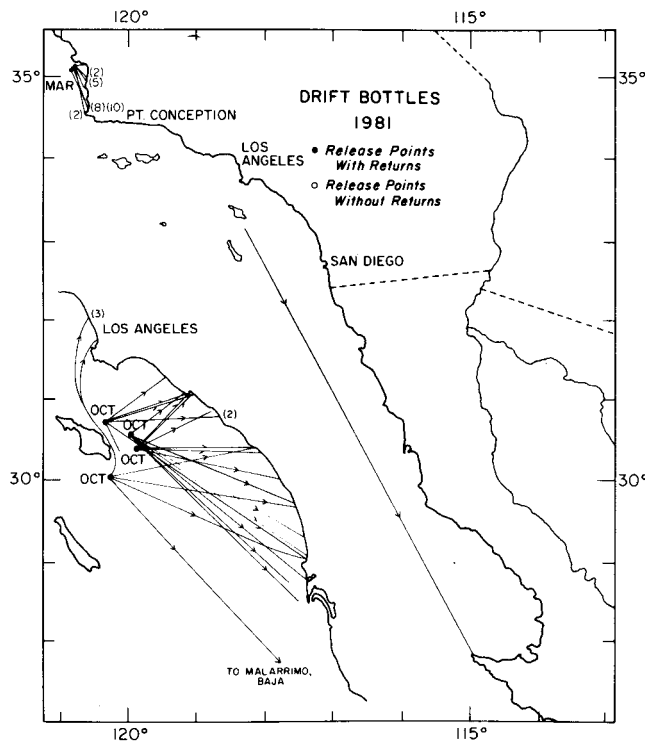 120°
115°
35°
35°
MAR
(2)
(5)
(2)
(8)(10)
PT. CONCEPTION
DRIFT BOTTLES
1981
LOS
ANGELES
● Release Points
With Returns
○ Release Points
Without Returns
SAN DIEGO
(3)
LOS ANGELES
OCT
(2)
OCT
OCT
30°
30°
TO MALARRIMO,
BAJA
120°
115°